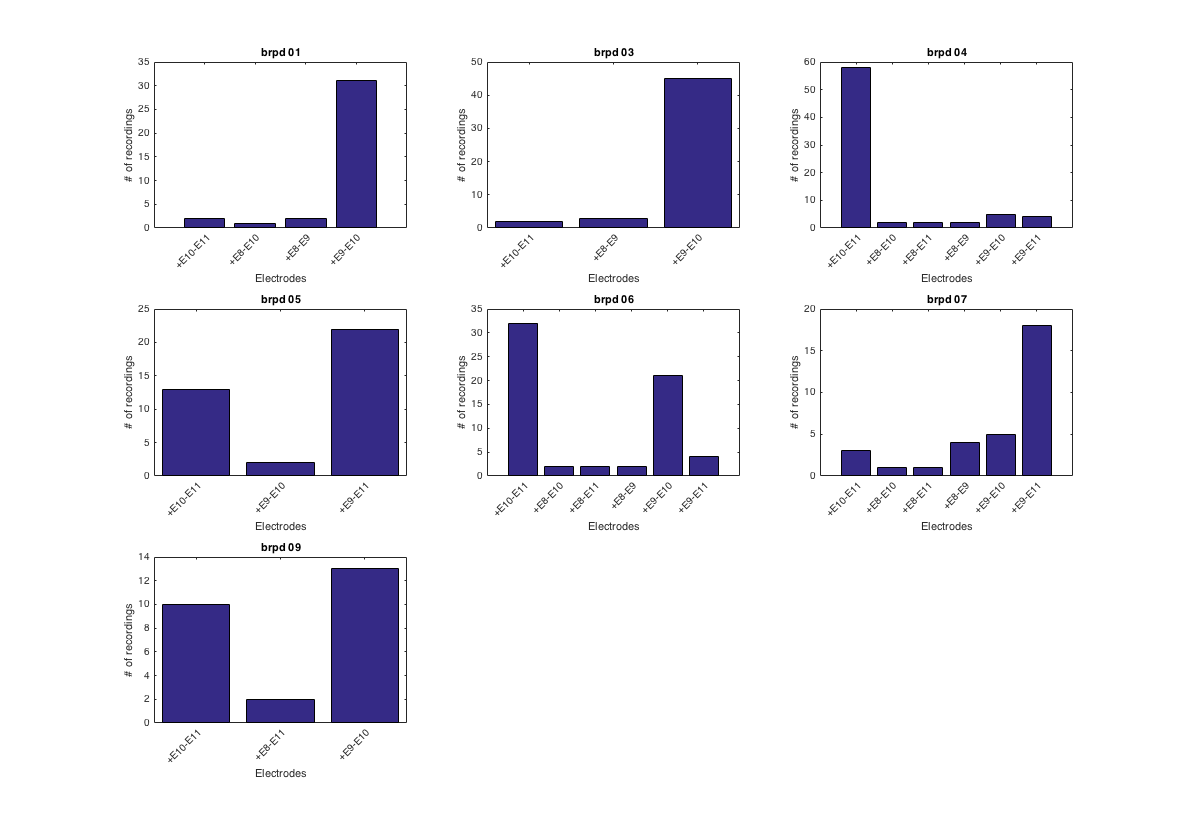 brpd 01
35
30
25
20
15
10
5
0
# of recordings
+E10-E11
+E8-E10
+E8-E9
+E9-E10
Electrodes
brpd 03
50
40
30
20
10
0
# of recordings
+E10-E11
+E8-E9
+E9-E10
Electrodes
brpd 04
60
50
40
30
20
10
0
# of recordings
+E10-E11
+E8-E10
+E8-E11
+E8-E9
+E9-E10
+E9-E11
Electrodes
brpd 05
25
20
15
10
5
0
# of recordings
+E10-E11
+E9-E10
+E9-E11
Electrodes
brpd 06
35
30
25
20
15
10
5
0
# of recordings
+E10-E11
+E8-E10
+E8-E11
+E8-E9
+E9-E10
+E9-E11
Electrodes
brpd 07
20
15
10
5
0
# of recordings
+E10-E11
+E8-E10
+E8-E11
+E8-E9
+E9-E10
+E9-E11
Electrodes
brpd 09
14
12
10
8
6
4
2
0
# of recordings
+E10-E11
+E8-E11
+E9-E10
Electrodes